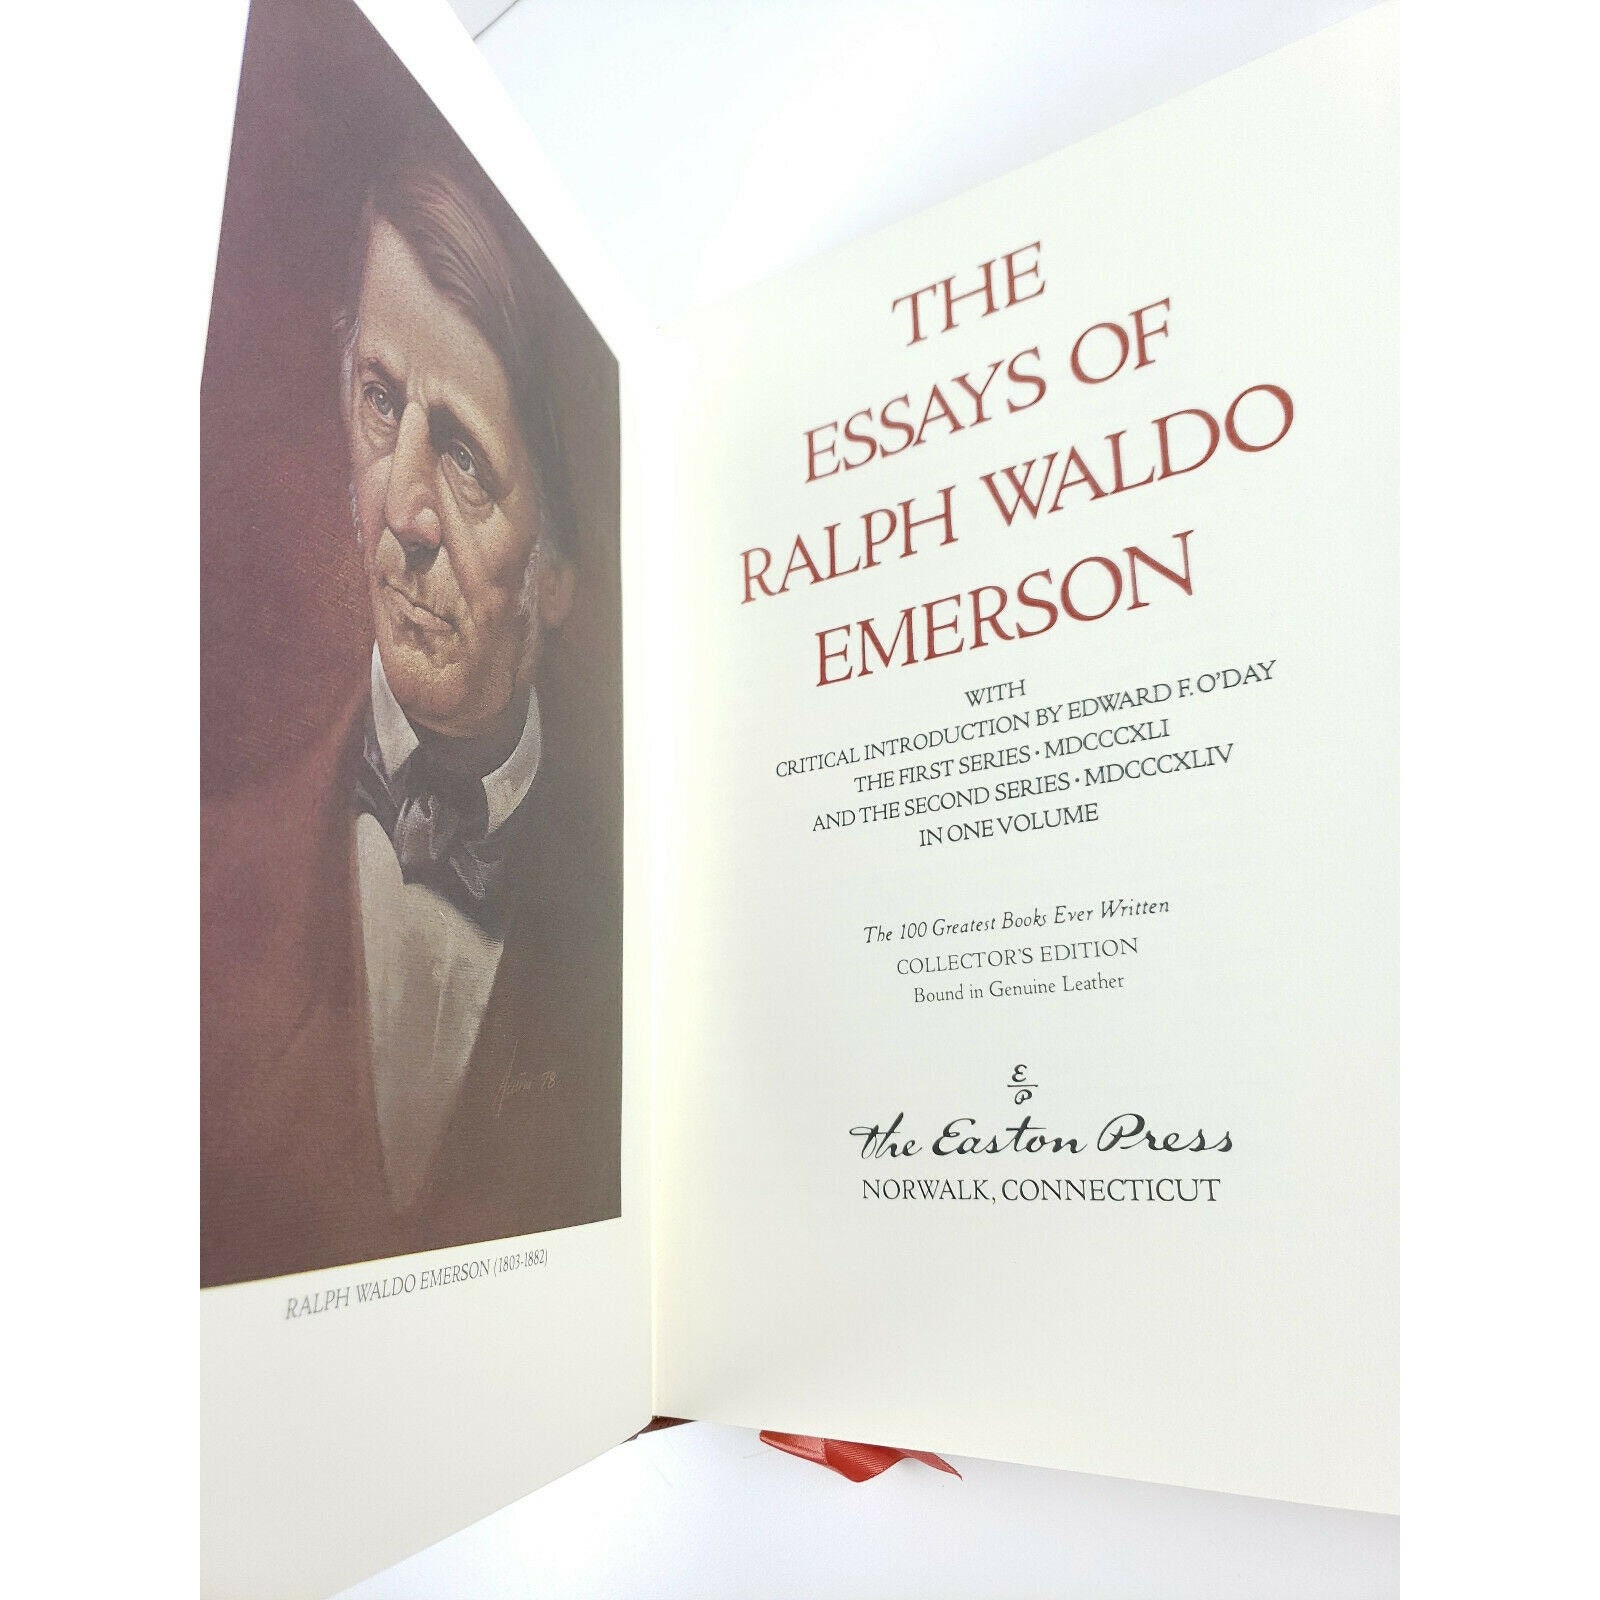 RALPH WALDO EMERSON (1803-1882)
THE
ESSAYS OF
RALPH WALDO
EMERSON
WITH
CRITICAL INTRODUCTION BY EDWARD F. O'DAY
THE FIRST SERIES · MDCCCXLI
AND THE SECOND SERIES · MDCCCXLIV
IN ONE VOLUME
The 100 Greatest Books Ever Written
COLLECTOR'S EDITION
Bound in Genuine Leather
E
P
The Easton Press
NORWALK, CONNECTICUT